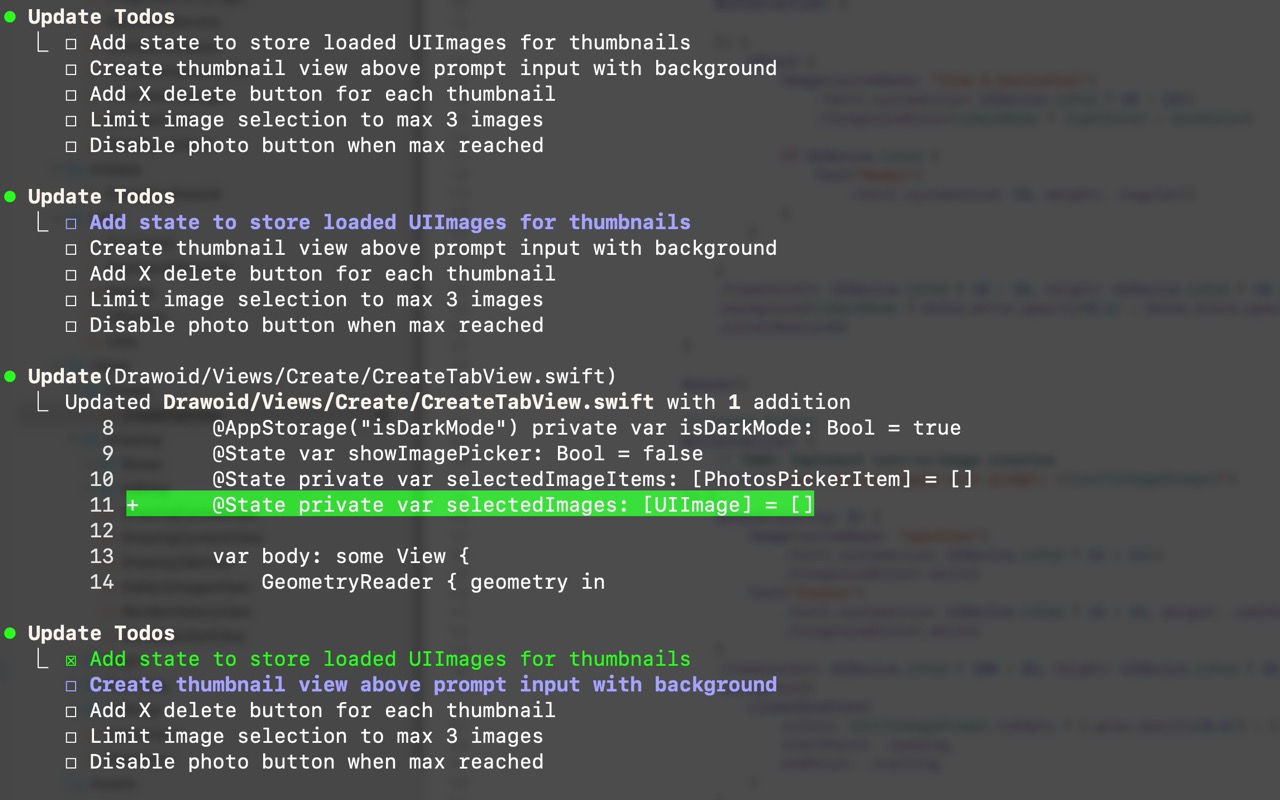 Update Todos
☐ Add state to store loaded UIImages for thumbnails
☐ Create thumbnail view above prompt input with background
☐ Add X delete button for each thumbnail
☐ Limit image selection to max 3 images
☐ Disable photo button when max reached
Update Todos
☐ Add state to store loaded UIImages for thumbnails
☐ Create thumbnail view above prompt input with background
☐ Add X delete button for each thumbnail
☐ Limit image selection to max 3 images
☐ Disable photo button when max reached
Update(Drawoid/Views/Create/CreateTabView.swift)
Updated Drawoid/Views/Create/CreateTabView.swift with 1 addition
8 @AppStorage("isDarkMode") private var isDarkMode: Bool = true
9 @State var showImagePicker: Bool = false
10 @State private var selectedImageItems: [PhotosPickerItem] = []
11 + @State private var selectedImages: [UIImage] = []
12
13 var body: some View {
14 GeometryReader { geometry in
Update Todos
☒ Add state to store loaded UIImages for thumbnails
☐ Create thumbnail view above prompt input with background
☐ Add X delete button for each thumbnail
☐ Limit image selection to max 3 images
☐ Disable photo button when max reached